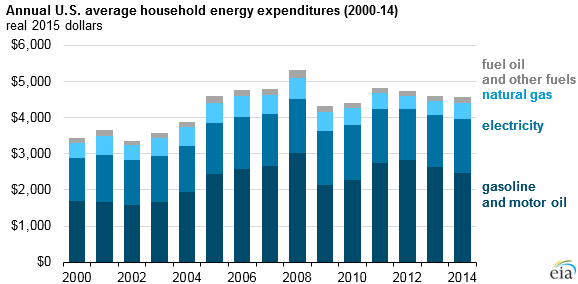 Annual U.S. average household energy expenditures (2000-14)
real 2015 dollars
$6,000
$5,000
$4,000
$3,000
$2,000
$1,000
$0
fuel oil
and other fuels
natural gas
electricity
gasoline
and motor oil
2000 2002 2004 2006 2008 2010 2012 2014
eia